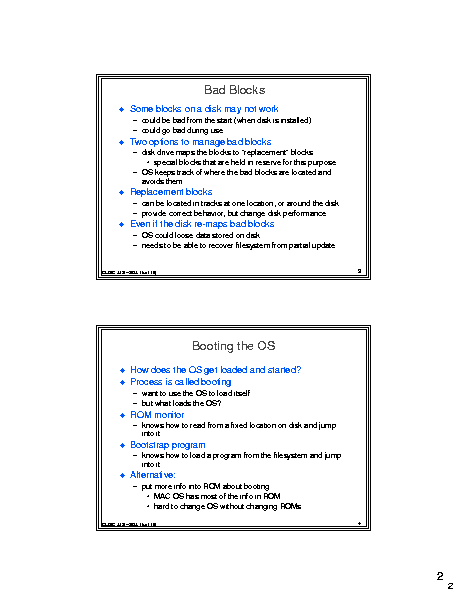 Bad Blocks
◆ Some blocks on a disk may not work
– could be bad from the start (when disk is installed)
– could go bad during use
◆ Two options to manage bad blocks
– disk drive maps the blocks to "replacement" blocks
• special blocks that are held in reserve for this purpose
– OS keeps track of where the bad blocks are located and
avoids them
◆ Replacement blocks
– can be located in tracks at one location, or around the disk
– provide correct behavior, but change disk performance
◆ Even if the disk re-maps bad blocks
– OS could loose data stored on disk
– needs to be able to recover filesystem from partial update
3
Booting the OS
◆ How does the OS get loaded and started?
◆ Process is called booting
– want to use the OS to load itself
– but what loads the OS?
◆ ROM monitor
– knows how to read from a fixed location on disk and jump
into it
◆ Bootstrap program
– knows how to load a program from the filesystem and jump
into it
◆ Alternative:
– put more info into ROM about booting
• MAC OS has most of the info in ROM
• hard to change OS without changing ROMs
4
2
2